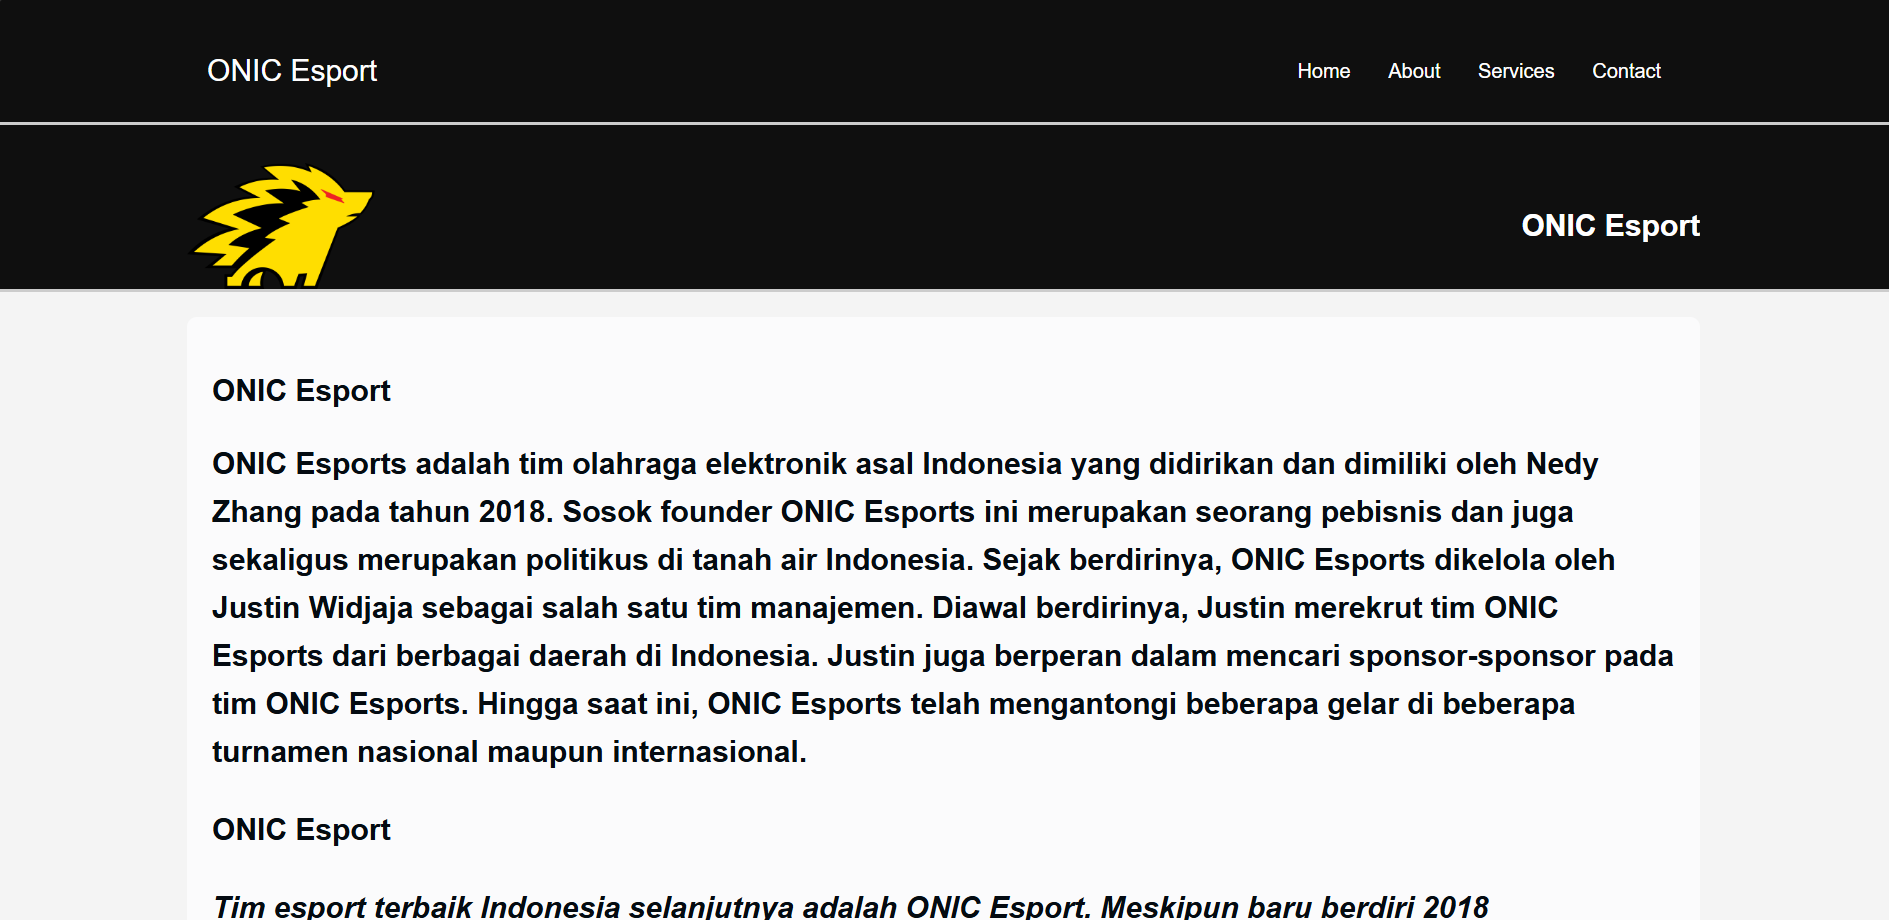 ONIC Esport
Home About Services Contact
ONIC Esport
ONIC Esport
ONIC Esports adalah tim olahraga elektronik asal Indonesia yang didirikan dan dimiliki oleh Nedy
Zhang pada tahun 2018. Sosok founder ONIC Esports ini merupakan seorang pebisnis dan juga
sekaligus merupakan politikus di tanah air Indonesia. Sejak berdirinya, ONIC Esports dikelola oleh
Justin Widjaja sebagai salah satu tim manajemen. Diawal berdirinya, Justin merekrut tim ONIC
Esports dari berbagai daerah di Indonesia. Justin juga berperan dalam mencari sponsor-sponsor pada
tim ONIC Esports. Hingga saat ini, ONIC Esports telah mengantongi beberapa gelar di beberapa
turnamen nasional maupun internasional.
ONIC Esport
Tim esport terbaik Indonesia selanjutnya adalah ONIC Esport. Meskipun baru berdiri 2018